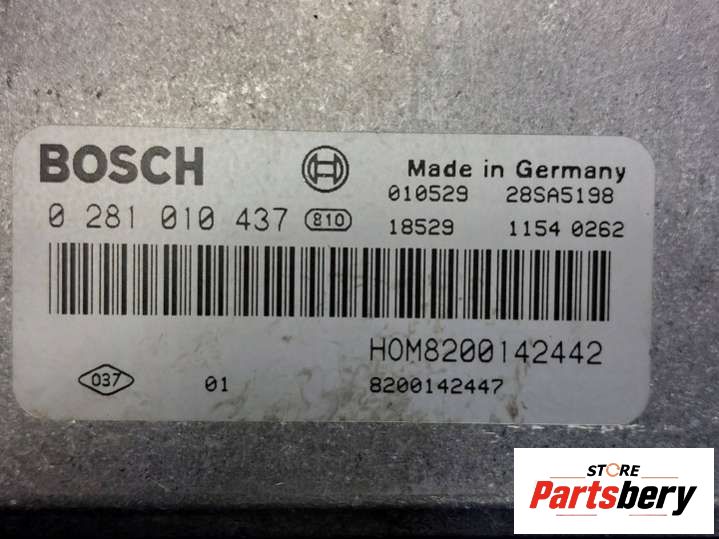 BOSCH
Made in Germany
010529 28SA5198
0 281 010 437 810
18529 1154 0262
HOM8200142442
037 01 8200142447
STORE
Partsbery